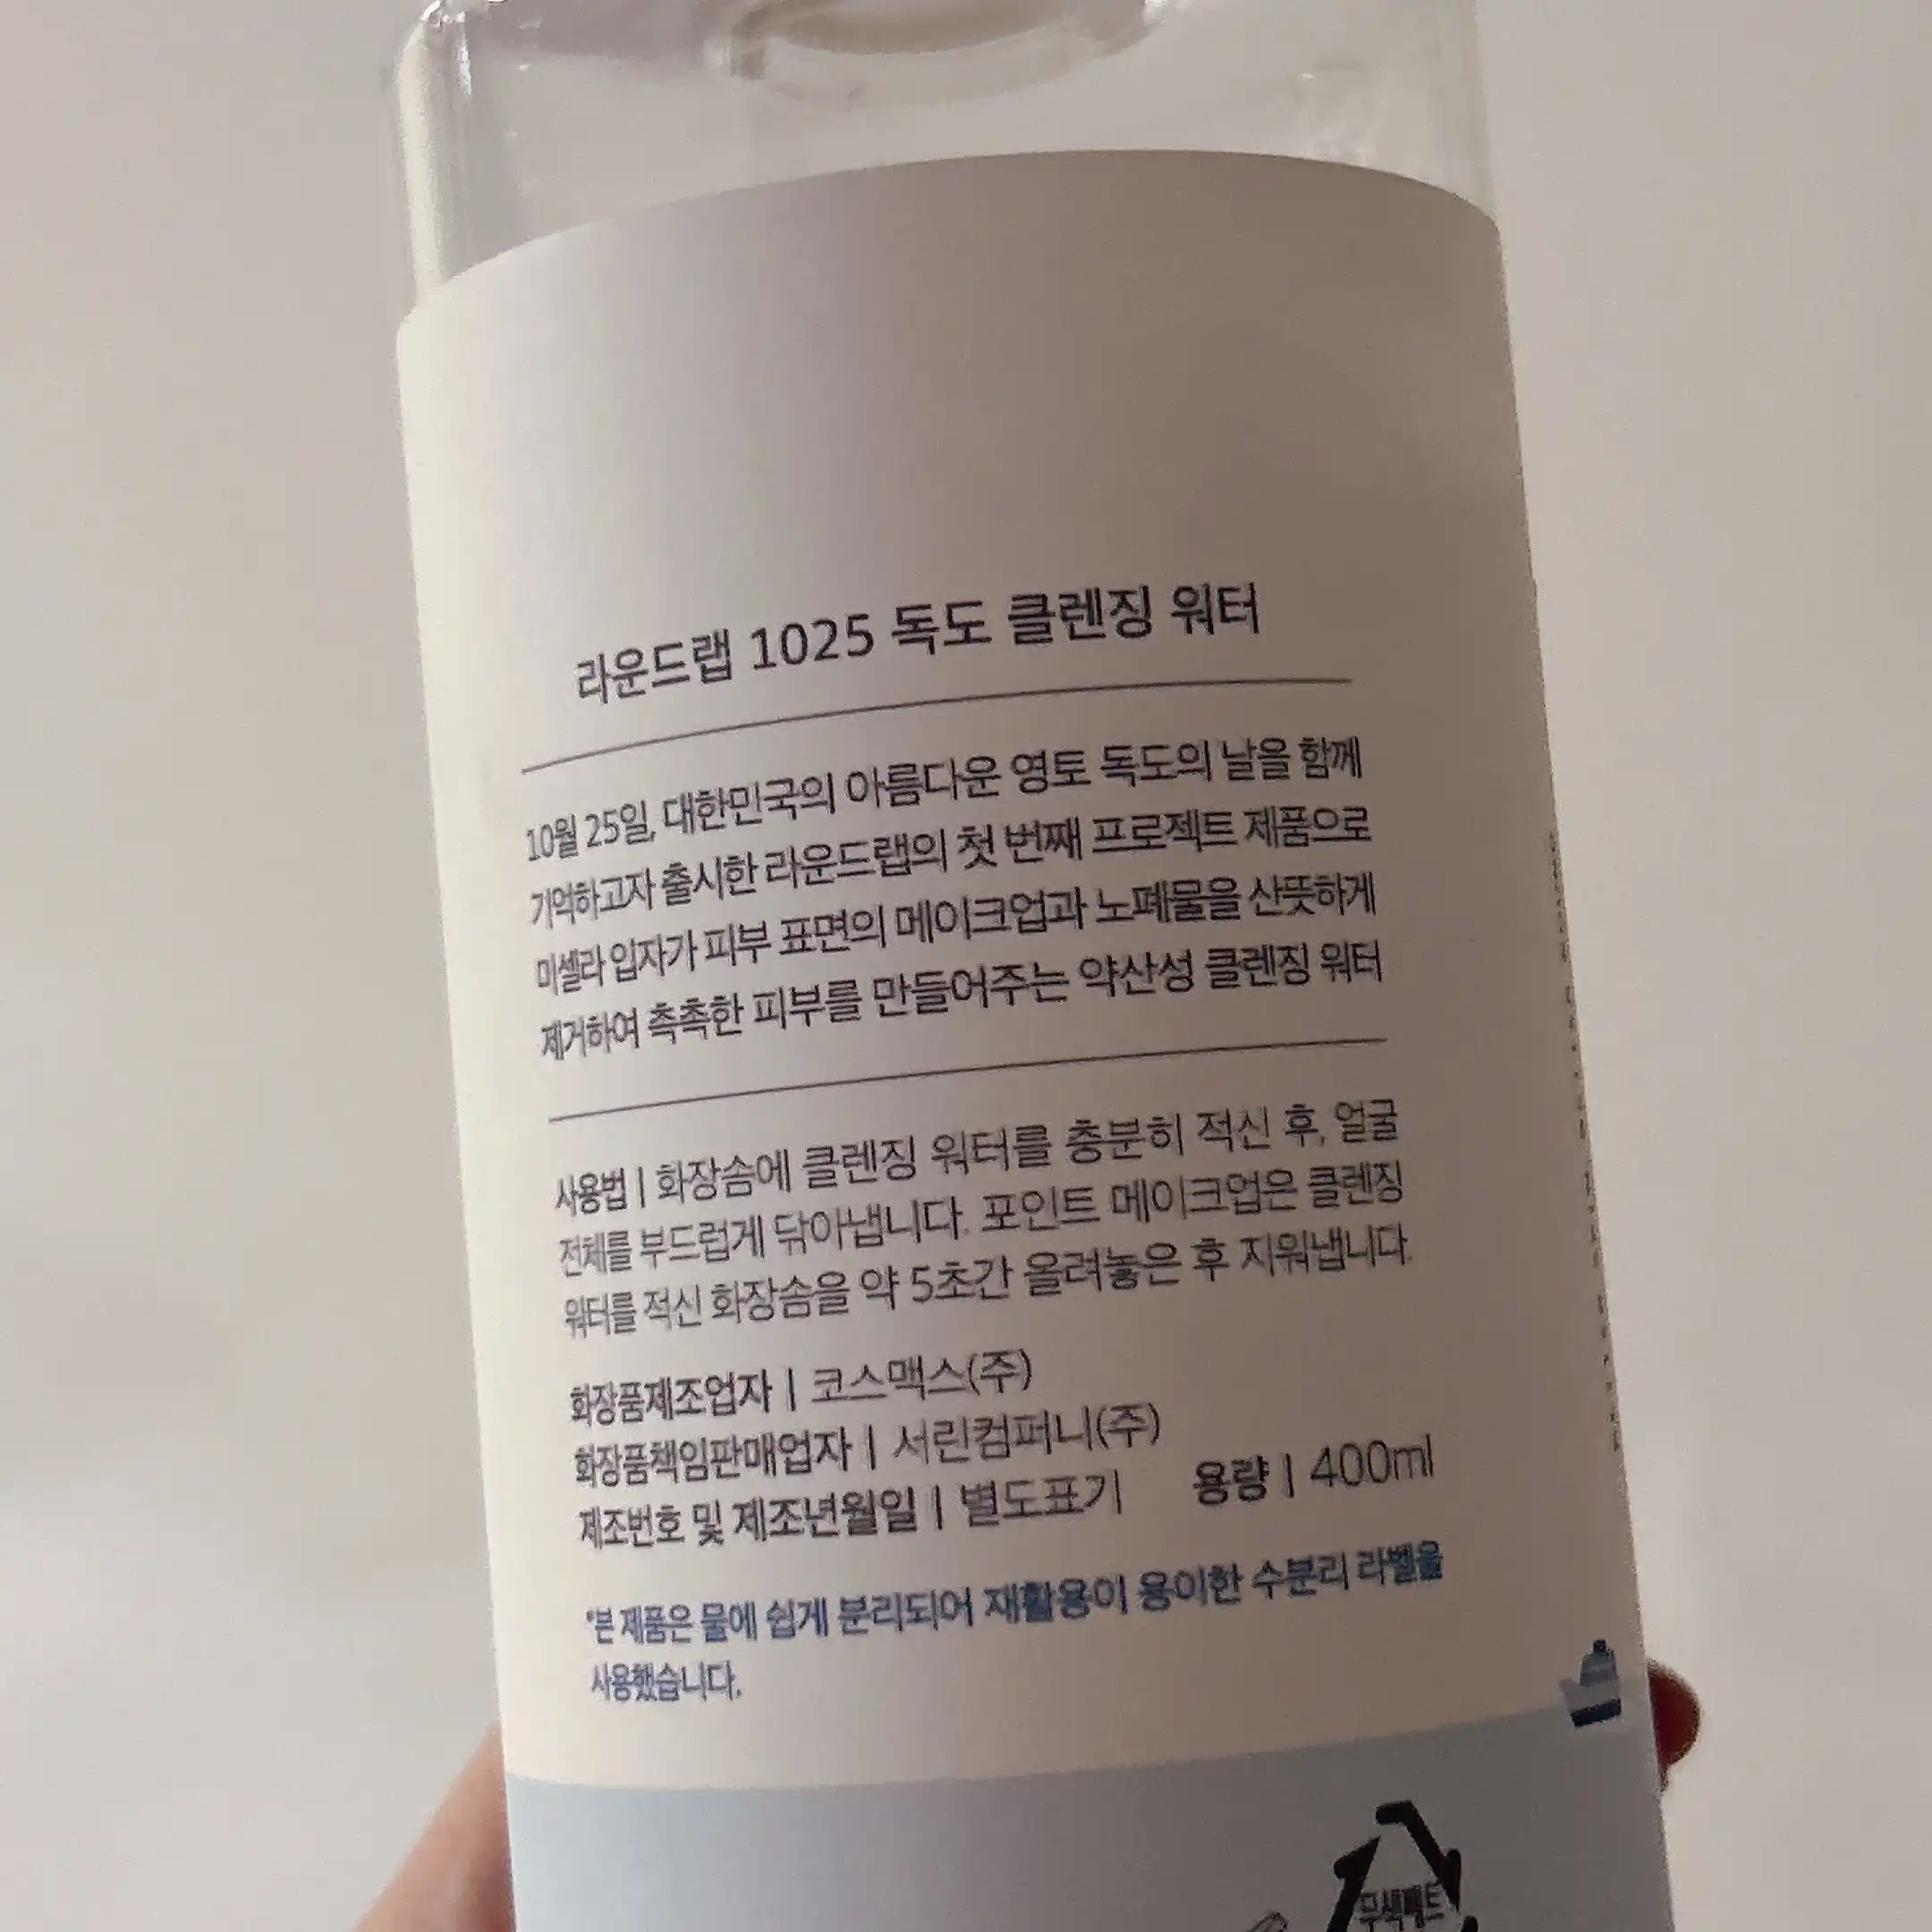 라운드랩 1025 독도 클렌징 워터
10월 25일, 대한민국의 아름다운 영토 독도의 날을 함께
기억하고자 출시한 라운드랩의 첫 번째 프로젝트 제품으로
미셀라 입자가 피부 표면의 메이크업과 노폐물을 산뜻하게
제거하여 촉촉한 피부를 만들어주는 약산성 클렌징 워터
사용법 | 화장솜에 클렌징 워터를 충분히 적신 후, 얼굴
전체를 부드럽게 닦아냅니다. 포인트 메이크업은 클렌징
워터를 적신 화장솜을 약 5초간 올려놓은 후 지워냅니다.
화장품제조업자 | 코스맥스(주)
화장품책임판매업자 | 서린컴퍼니(주)
제조번호 및 제조년월일 | 별도표기 용량 | 400ml
*본 제품은 물에 쉽게 분리되어 재활용이 용이한 수분리 라벨을
사용했습니다.
무색페트